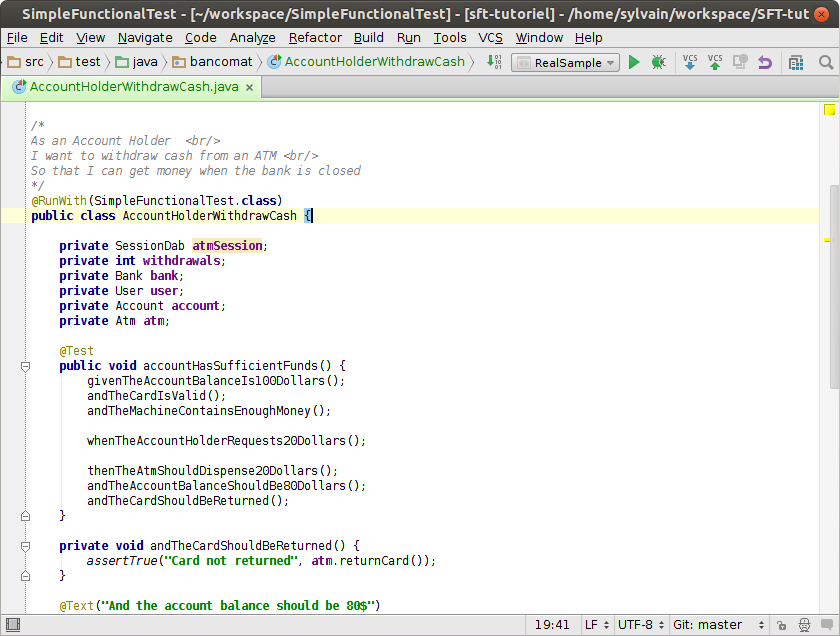 SimpleFunctionalTest - [~/workspace/SimpleFunctionalTest] - [sft-tutoriel] - /home/sylvain/workspace/SFT-tut
File Edit View Navigate Code Analyze Refactor Build Run Tools VCS Window Help
src test java bancomat AccountHolderWithdrawCash RealSample VCS VCS
AccountHolderWithdrawCash.java
/*
As an Account Holder  <br/>
I want to withdraw cash from an ATM <br/>
So that I can get money when the bank is closed
*/
@RunWith(SimpleFunctionalTest.class)
public class AccountHolderWithdrawCash {
    private SessionDab atmSession;
    private int withdrawals;
    private Bank bank;
    private User user;
    private Account account;
    private Atm atm;
    @Test
    public void accountHasSufficientFunds() {
        givenTheAccountBalanceIs100Dollars();
        andTheCardIsValid();
        andTheMachineContainsEnoughMoney();
        whenTheAccountHolderRequests20Dollars();
        thenTheAtmShouldDispense20Dollars();
        andTheAccountBalanceShouldBe80Dollars();
        andTheCardShouldBeReturned();
    }
    private void andTheCardShouldBeReturned() {
        assertTrue("Card not returned", atm.returnCard());
    }
    @Text("And the account balance should be 80$")
19:41 LF UTF-8 Git: master